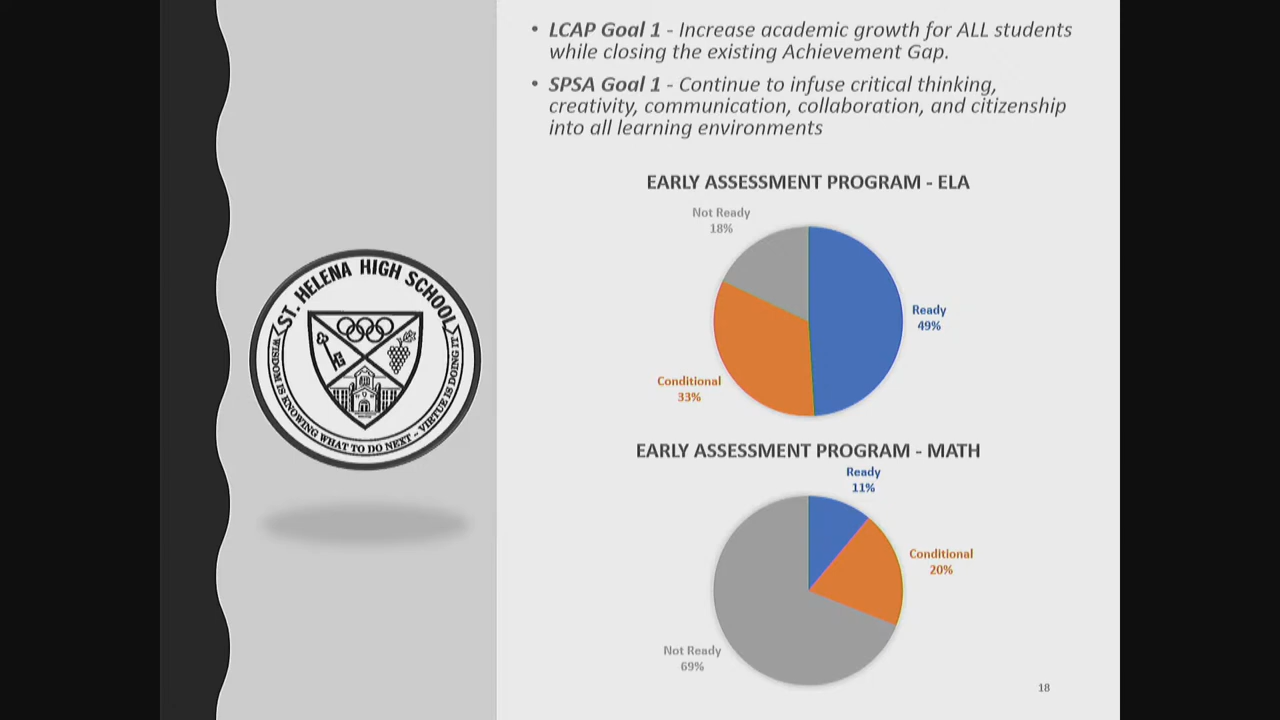 LCAP Goal 1 - Increase academic growth for ALL students
while closing the existing Achievement Gap.
SPSA Goal 1 - Continue to infuse critical thinking,
creativity, communication, collaboration, and citizenship
into all learning environments
ST. HELENA HIGH SCHOOL
WISDOM IS KNOWING WHAT TO DO NEXT ~ VIRTUE IS DOING IT
EARLY ASSESSMENT PROGRAM - ELA
Not Ready
18%
Ready
49%
Conditional
33%
EARLY ASSESSMENT PROGRAM - MATH
Ready
11%
Conditional
20%
Not Ready
69%
18